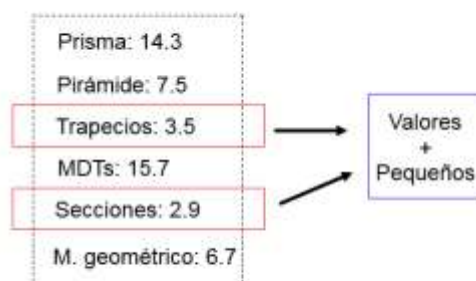 Prisma: 14.3
Pirámide: 7.5
Trapecios: 3.5
MDTs: 15.7
Secciones: 2.9
M. geométrico: 6.7
Valores
+
Pequeños